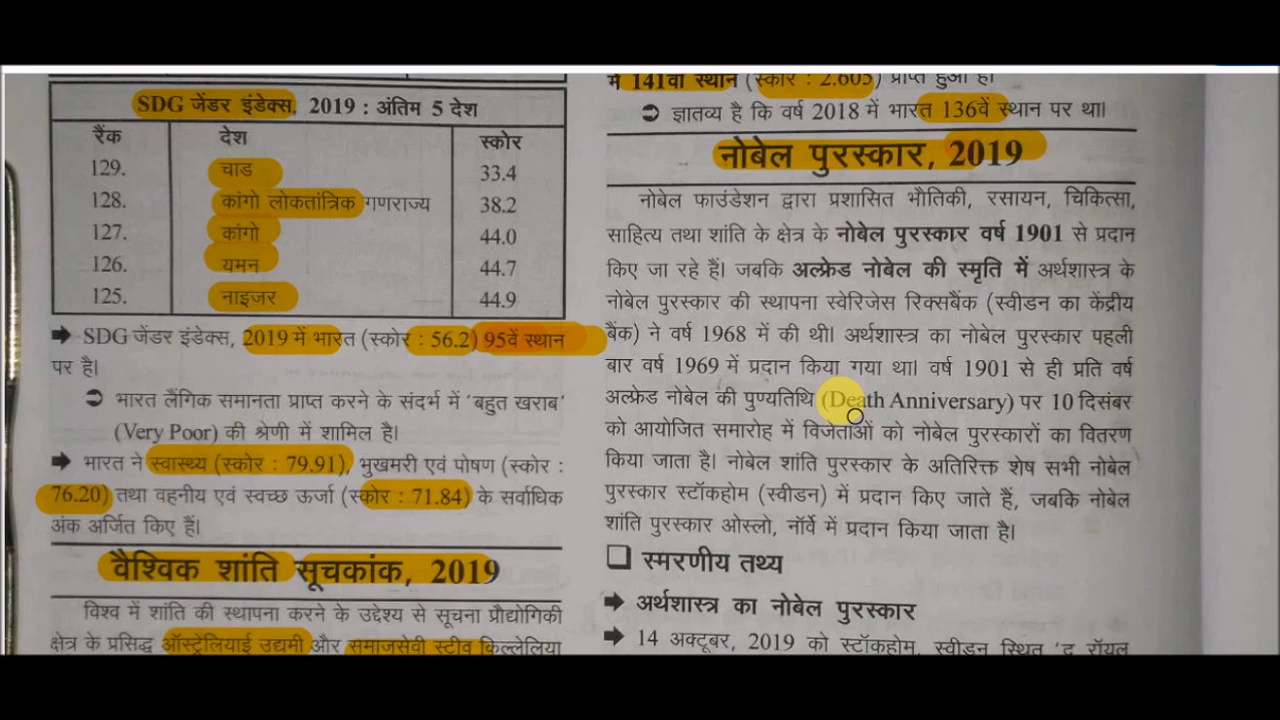 SDG जेंडर इंडेक्स, 2019 : अंतिम 5 देश
रैंक देश स्कोर
129. चाड 33.4
128. कांगो लोकतांत्रिक गणराज्य 38.2
127. कांगो 44.0
126. यमन 44.7
125. नाइजर 44.9
➡ SDG जेंडर इंडेक्स, 2019 में भारत (स्कोर : 56.2) 95वें स्थान
पर है।
➲ भारत लैंगिक समानता प्राप्त करने के संदर्भ में ‘बहुत खराब’
(Very Poor) की श्रेणी में शामिल है।
➡ भारत ने स्वास्थ्य (स्कोर : 79.91), भुखमरी एवं पोषण (स्कोर :
76.20) तथा वहनीय एवं स्वच्छ ऊर्जा (स्कोर : 71.84) के सर्वाधिक
अंक अर्जित किए हैं।
वैश्विक शांति सूचकांक, 2019
विश्व में शांति की स्थापना करने के उद्देश्य से सूचना प्रौद्योगिकी
क्षेत्र के प्रसिद्ध ऑस्ट्रेलियाई उद्यमी और समाजसेवी स्टीव किल्लेलिया
में 141वां स्थान (स्कोर : 2.605) प्राप्त हुआ है।
➲ ज्ञातव्य है कि वर्ष 2018 में भारत 136वें स्थान पर था।
नोबेल पुरस्कार, 2019
नोबेल फाउंडेशन द्वारा प्रशासित भौतिकी, रसायन, चिकित्सा,
साहित्य तथा शांति के क्षेत्र के नोबेल पुरस्कार वर्ष 1901 से प्रदान
किए जा रहे हैं। जबकि अल्फ्रेड नोबेल की स्मृति में अर्थशास्त्र के
नोबेल पुरस्कार की स्थापना स्वेरिजेस रिक्सबैंक (स्वीडन का केंद्रीय
बैंक) ने वर्ष 1968 में की थी। अर्थशास्त्र का नोबेल पुरस्कार पहली
बार वर्ष 1969 में प्रदान किया गया था। वर्ष 1901 से ही प्रति वर्ष
अल्फ्रेड नोबेल की पुण्यतिथि (Death Anniversary) पर 10 दिसंबर
को आयोजित समारोह में विजेताओं को नोबेल पुरस्कारों का वितरण
किया जाता है। नोबेल शांति पुरस्कार के अतिरिक्त शेष सभी नोबेल
पुरस्कार स्टॉकहोम (स्वीडन) में प्रदान किए जाते हैं, जबकि नोबेल
शांति पुरस्कार ओस्लो, नॉर्वे में प्रदान किया जाता है।
❑ स्मरणीय तथ्य
➡ अर्थशास्त्र का नोबेल पुरस्कार
➡ 14 अक्टूबर, 2019 को स्टॉकहोम, स्वीडन स्थित ‘द रॉयल